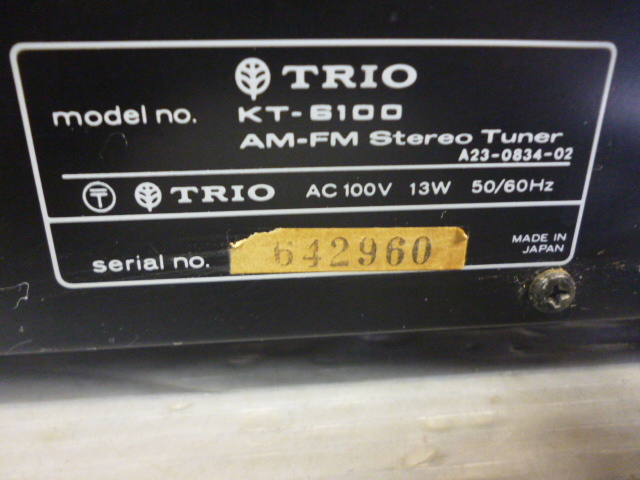 TRIO
model no. KT-6100
AM-FM Stereo Tuner
A23-0834-02
〒 TRIO AC 100V 13W 50/60Hz
serial no. 642960
MADE IN
JAPAN